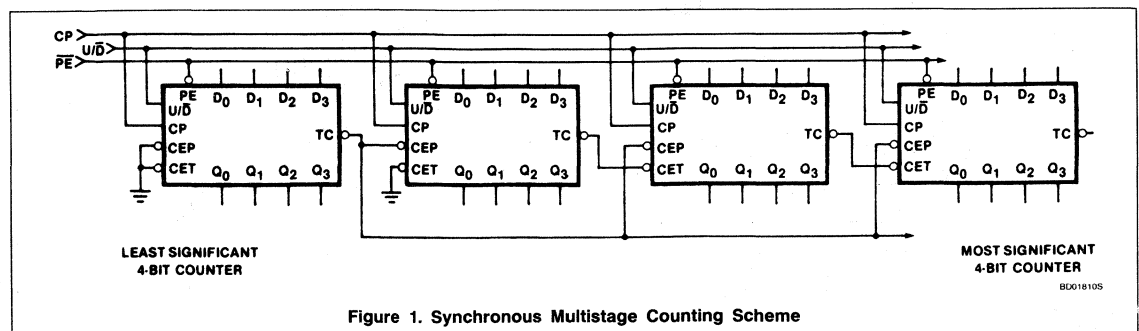 CP
U/D̅
P̅E̅
PE D0 D1 D2 D3
U/D̅
CP
TC
CEP
CET
Q0 Q1 Q2 Q3
PE D0 D1 D2 D3
U/D̅
CP
TC
CEP
CET
Q0 Q1 Q2 Q3
PE D0 D1 D2 D3
U/D̅
CP
TC
CEP
CET
Q0 Q1 Q2 Q3
PE D0 D1 D2 D3
U/D̅
CP
TC
CEP
CET
Q0 Q1 Q2 Q3
LEAST SIGNIFICANT
4-BIT COUNTER
MOST SIGNIFICANT
4-BIT COUNTER
BD01810S
Figure 1. Synchronous Multistage Counting Scheme